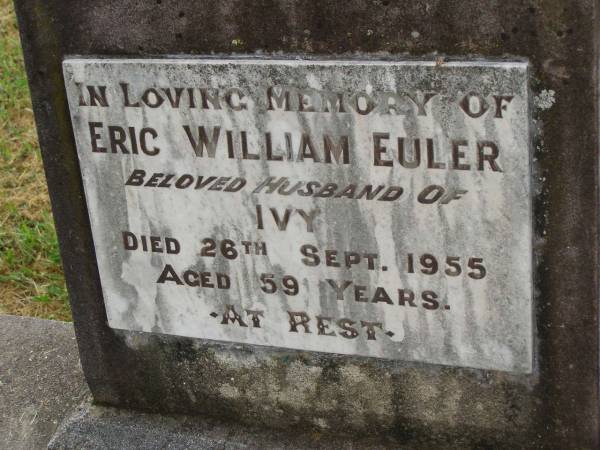 In Loving Memory Of
Eric William Euler
Beloved Husband Of
Ivy
Died 26th Sept. 1955
Aged 59 Years.
·At Rest·